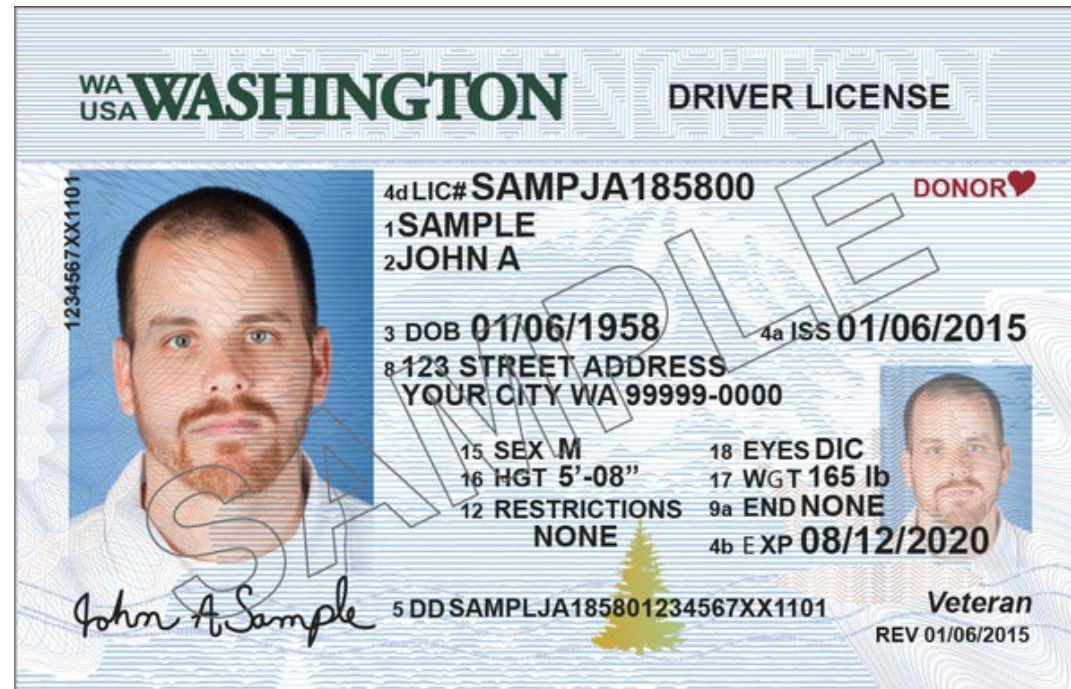 WA
USA WASHINGTON
DRIVER LICENSE
1234567XX1101
4d LIC# SAMPJA185800
DONOR
1 SAMPLE
2 JOHN A
3 DOB 01/06/1958
4a ISS 01/06/2015
8 123 STREET ADDRESS
YOUR CITY WA 99999-0000
15 SEX M
18 EYES DIC
16 HGT 5'-08”
17 WGT 165 lb
12 RESTRICTIONS
NONE
9a END NONE
4b EXP 08/12/2020
SAMPLE
John A Sample
5 DD SAMPLJA185801234567XX1101
Veteran
REV 01/06/2015